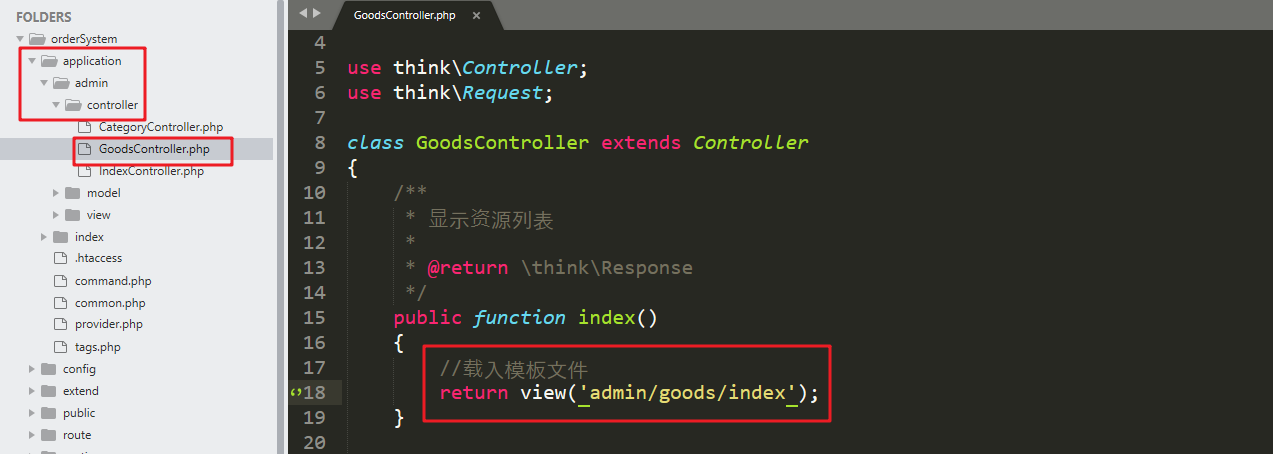 FOLDERS
orderSystem
application
admin
controller
CategoryController.php
GoodsController.php
IndexController.php
model
view
index
.htaccess
command.php
common.php
provider.php
tags.php
config
extend
public
route
GoodsController.php ×
4
5 use think\Controller;
6 use think\Request;
7
8 class GoodsController extends Controller
9 {
10 /**
11 * 显示资源列表
12 *
13 * @return \think\Response
14 */
15 public function index()
16 {
17 //载入模板文件
18 return view('admin/goods/index');
19 }
20